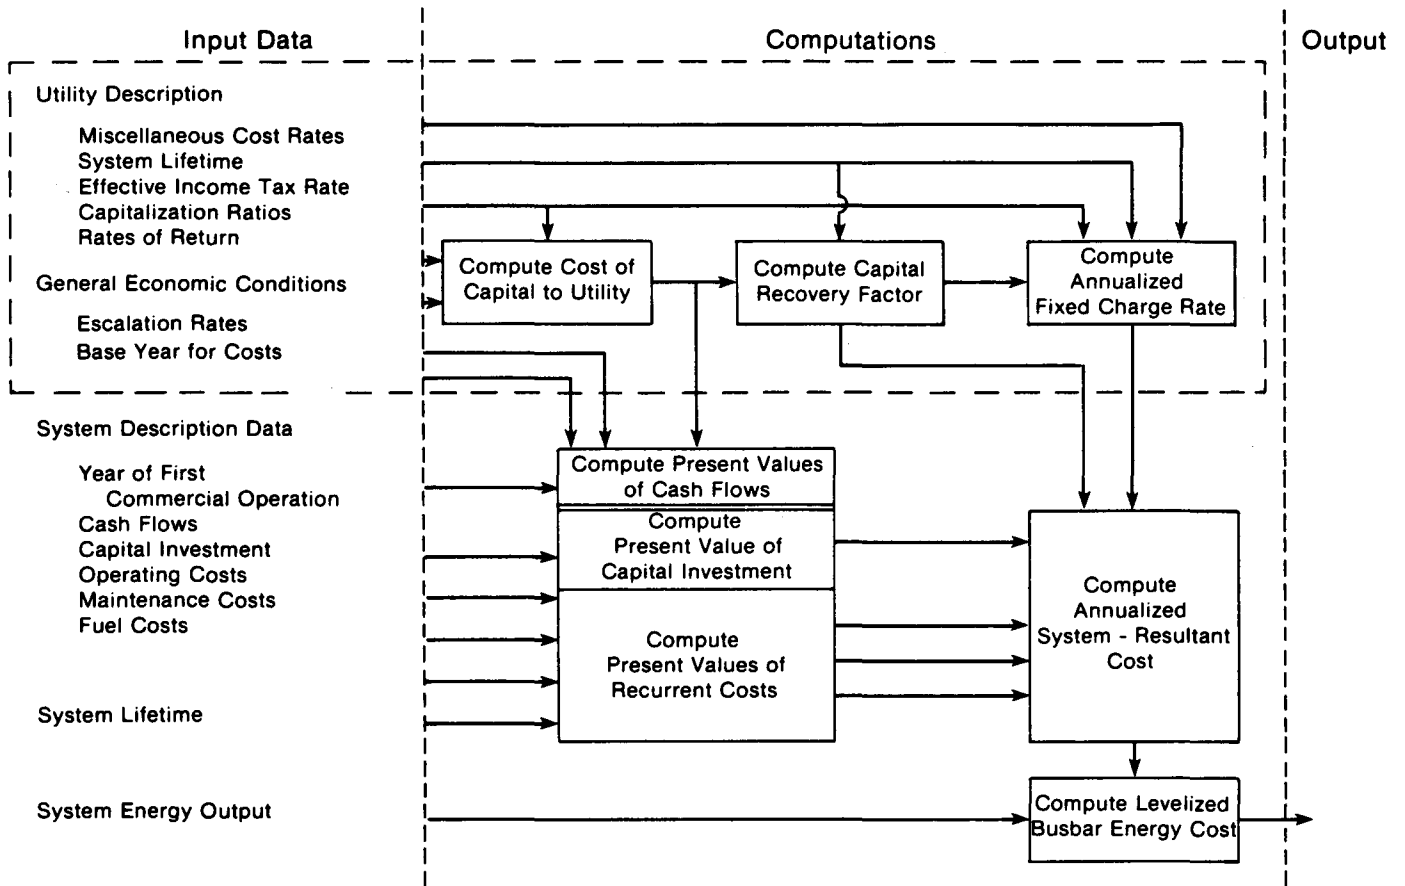 Input Data
Computations
Output
Utility Description
Miscellaneous Cost Rates
System Lifetime
Effective Income Tax Rate
Capitalization Ratios
Rates of Return
General Economic Conditions
Escalation Rates
Base Year for Costs
Compute Cost of
Capital to Utility
Compute Capital
Recovery Factor
Compute
Annualized
Fixed Charge Rate
System Description Data
Year of First
Commercial Operation
Cash Flows
Capital Investment
Operating Costs
Maintenance Costs
Fuel Costs
System Lifetime
System Energy Output
Compute Present Values
of Cash Flows
Compute
Present Value of
Capital Investment
Compute
Present Values of
Recurrent Costs
Compute
Annualized
System - Resultant
Cost
Compute Levelized
Busbar Energy Cost